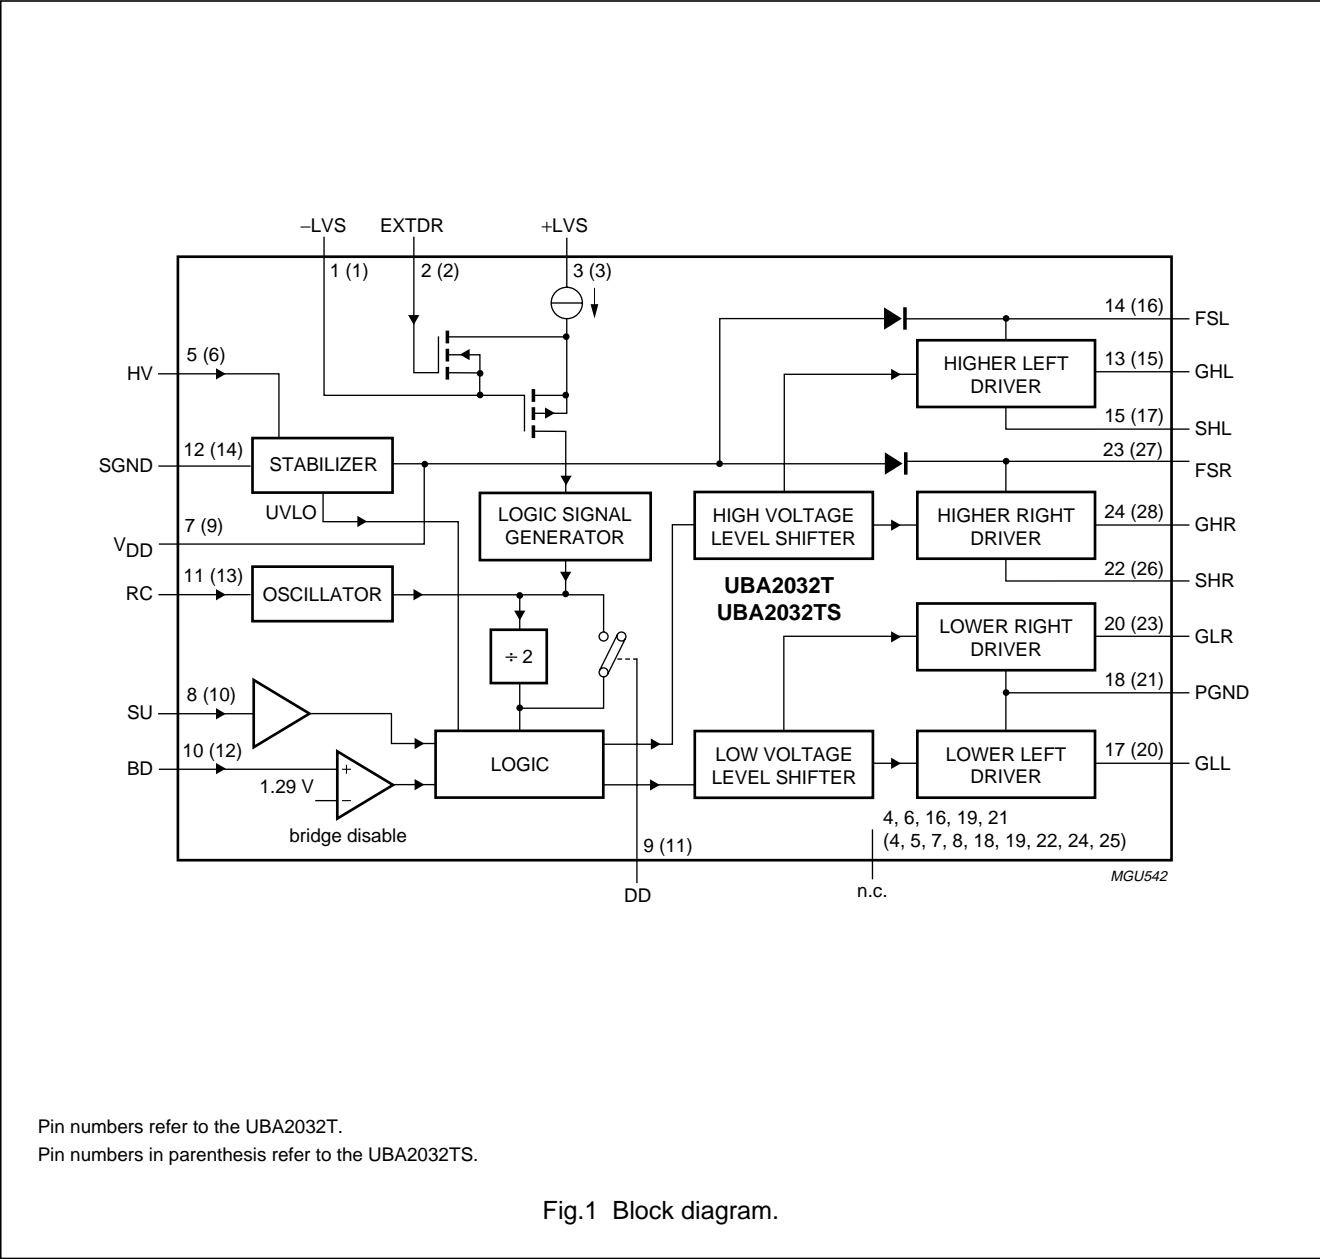 −LVS EXTDR +LVS
1 (1) 2 (2) 3 (3)
14 (16)
FSL
5 (6)
HV
HIGHER LEFT
DRIVER
13 (15)
GHL
15 (17)
SHL
12 (14)
SGND
STABILIZER
23 (27)
FSR
UVLO
7 (9)
VDD
LOGIC SIGNAL
GENERATOR
HIGH VOLTAGE
LEVEL SHIFTER
HIGHER RIGHT
DRIVER
24 (28)
GHR
11 (13)
RC
OSCILLATOR
UBA2032T
UBA2032TS
22 (26)
SHR
÷ 2
LOWER RIGHT
DRIVER
20 (23)
GLR
18 (21)
PGND
8 (10)
SU
10 (12)
BD
1.29 V
+
−
bridge disable
LOGIC
LOW VOLTAGE
LEVEL SHIFTER
LOWER LEFT
DRIVER
17 (20)
GLL
4, 6, 16, 19, 21
(4, 5, 7, 8, 18, 19, 22, 24, 25)
9 (11)
DD
n.c.
MGU542
Pin numbers refer to the UBA2032T.
Pin numbers in parenthesis refer to the UBA2032TS.
Fig.1 Block diagram.